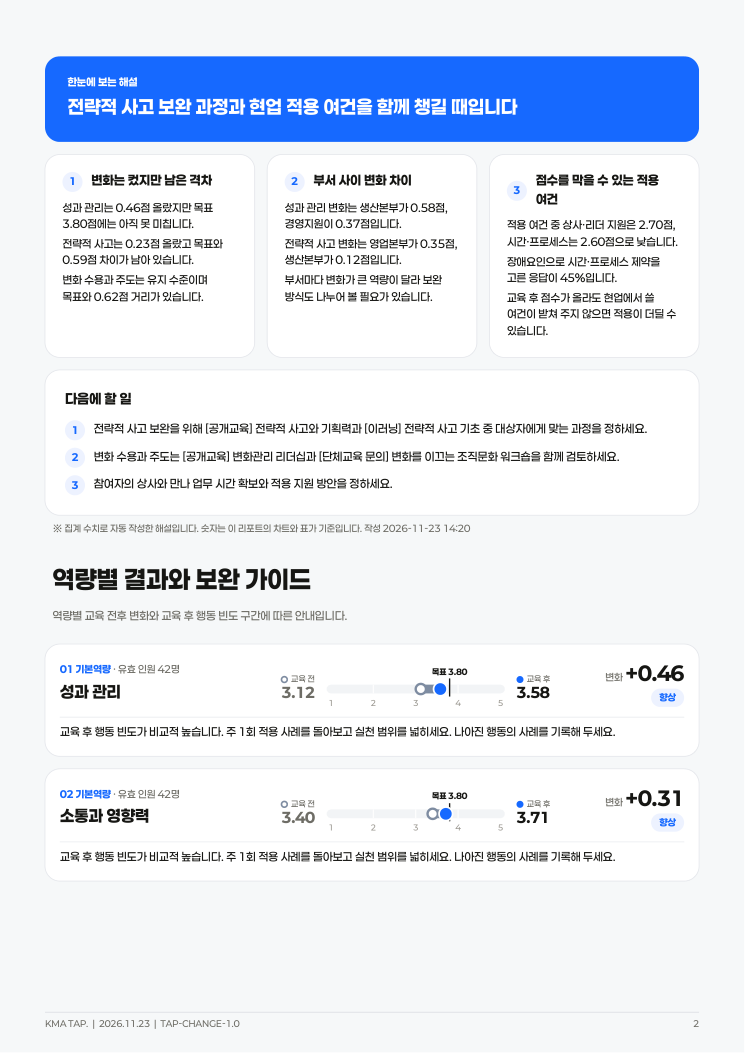 한눈에 보는 해설
전략적 사고 보완 과정과 현업 적용 여건을 함께 챙길 때입니다
1 변화는 컸지만 남은 격차
성과 관리는 0.46점 올랐지만 목표
3.80점에는 아직 못 미칩니다.
전략적 사고는 0.23점 올랐고 목표와
0.59점 차이가 남아 있습니다.
변화 수용과 주도는 유지 수준이며
목표와 0.62점 거리가 있습니다.
2 부서 사이 변화 차이
성과 관리 변화는 생산본부가 0.58점,
경영지원이 0.37점입니다.
전략적 사고 변화는 영업본부가 0.35점,
생산본부가 0.12점입니다.
부서마다 변화가 큰 역량이 달라 보완
방식도 나누어 볼 필요가 있습니다.
3 점수를 막을 수 있는 적용
여건
적용 여건 중 상사·리더 지원은 2.70점,
시간·프로세스는 2.60점으로 낮습니다.
장애요인으로 시간·프로세스 제약을
고른 응답이 45%입니다.
교육 후 점수가 올라도 현업에서 쓸
여건이 받쳐 주지 않으면 적용이 더딜 수
있습니다.
다음에 할 일
1 전략적 사고 보완을 위해 [공개교육] 전략적 사고와 기획력과 [이러닝] 전략적 사고 기초 중 대상자에게 맞는 과정을 정하세요.
2 변화 수용과 주도는 [공개교육] 변화관리 리더십과 [단체교육 문의] 변화를 이끄는 조직문화 워크숍을 함께 검토하세요.
3 참여자의 상사와 만나 업무 시간 확보와 적용 지원 방안을 정하세요.
※ 집계 수치로 자동 작성한 해설입니다. 숫자는 이 리포트의 차트와 표가 기준입니다. 작성 2026-11-23 14:20
역량별 결과와 보완 가이드
역량별 교육 전후 변화와 교육 후 행동 빈도 구간에 따른 안내입니다.
01 기본역량 · 유효 인원 42명
성과 관리
교육 전
3.12
목표 3.80
1 2 3 4 5
교육 후
3.58
변화 +0.46
향상
교육 후 행동 빈도가 비교적 높습니다. 주 1회 적용 사례를 돌아보고 실천 범위를 넓히세요. 나아진 행동의 사례를 기록해 두세요.
02 기본역량 · 유효 인원 42명
소통과 영향력
교육 전
3.40
목표 3.80
1 2 3 4 5
교육 후
3.71
변화 +0.31
향상
교육 후 행동 빈도가 비교적 높습니다. 주 1회 적용 사례를 돌아보고 실천 범위를 넓히세요. 나아진 행동의 사례를 기록해 두세요.
KMA TAP. | 2026.11.23 | TAP-CHANGE-1.0
2